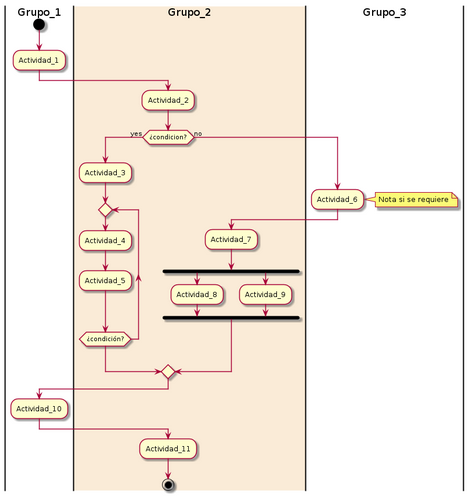 Grupo_1
Grupo_2
Grupo_3
Actividad_1
Actividad_2
¿condicion?
yes
no
Actividad_3
Actividad_6
Nota si se requiere
Actividad_4
Actividad_7
Actividad_5
Actividad_8
Actividad_9
¿condición?
Actividad_10
Actividad_11